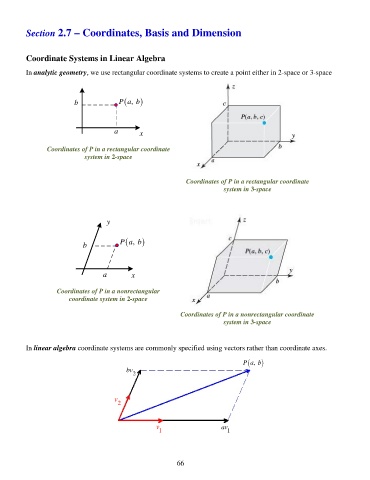 Section 2.7 – Coordinates, Basis and Dimension
Coordinate Systems in Linear Algebra
In analytic geometry, we use rectangular coordinate systems to create a point either in 2-space or 3-space
b
P(a, b)
a
x
Coordinates of P in a rectangular coordinate
system in 2-space
z
c
P(a, b, c)
y
b
a
x
Coordinates of P in a rectangular coordinate
system in 3-space
y
b
P(a, b)
a
x
Coordinates of P in a nonrectangular
coordinate system in 2-space
z
c
P(a, b, c)
y
b
a
x
Coordinates of P in a nonrectangular coordinate
system in 3-space
In linear algebra coordinate systems are commonly specified using vectors rather than coordinate axes.
P(a, b)
bv2
v2
v1
av1
66